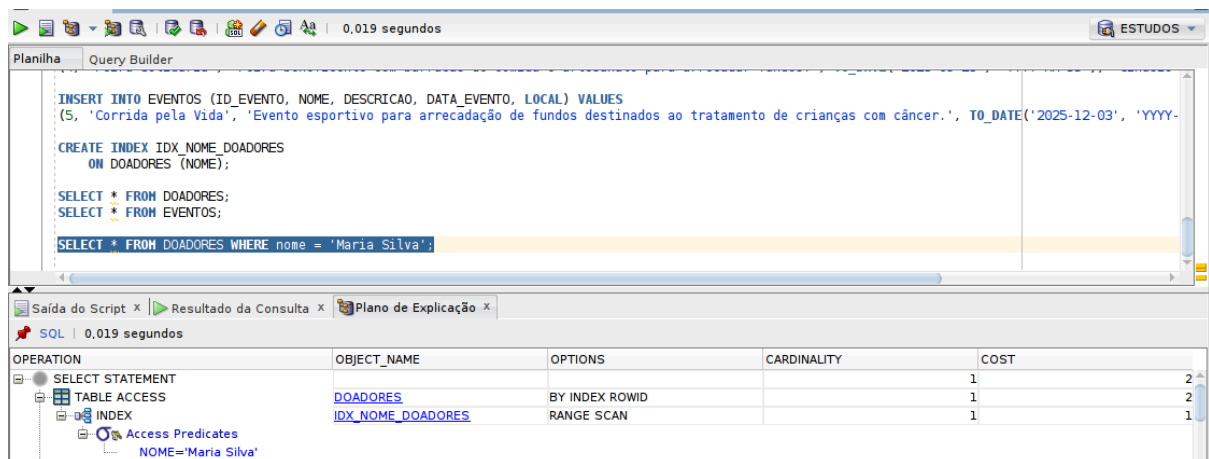 0,019 segundos
ESTUDOS
Planilha Query Builder
INSERT INTO EVENTOS (ID_EVENTO, NOME, DESCRICAO, DATA_EVENTO, LOCAL) VALUES
(5, 'Corrida pela Vida', 'Evento esportivo para arrecadação de fundos destinados ao tratamento de crianças com câncer.', TO_DATE('2025-12-03', 'YYYY-
CREATE INDEX IDX_NOME_DOADORES
ON DOADORES (NOME);
SELECT * FROM DOADORES;
SELECT * FROM EVENTOS;
SELECT * FROM DOADORES WHERE nome = 'Maria Silva';
Saída do Script x Resultado da Consulta x Plano de Explicação x
SQL | 0,019 segundos
OPERATION OBJECT_NAME OPTIONS CARDINALITY COST
SELECT STATEMENT 1 2
TABLE ACCESS DOADORES BY INDEX ROWID 1 2
INDEX IDX_NOME_DOADORES RANGE SCAN 1 1
Access Predicates
NOME='Maria Silva'